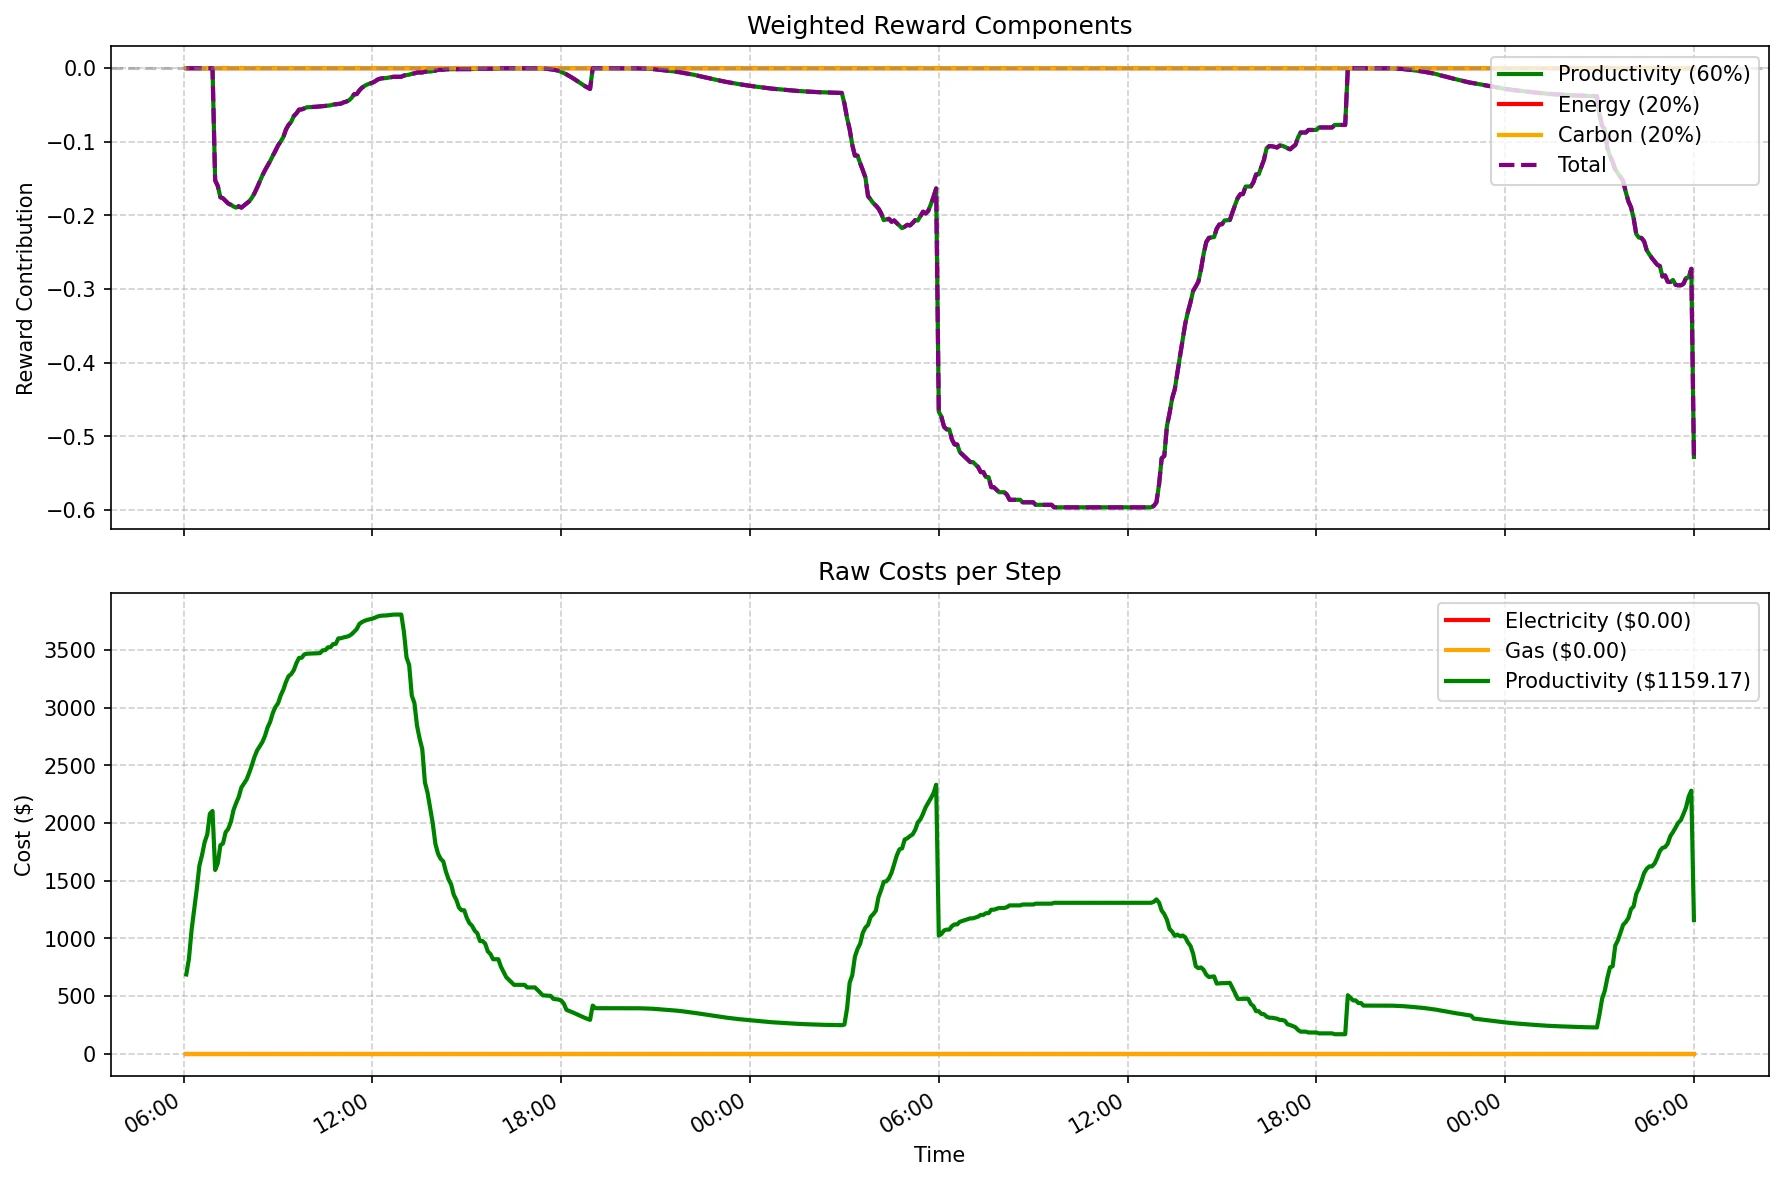 Weighted Reward Components
0.0
−0.1
−0.2
−0.3
−0.4
−0.5
−0.6
Reward Contribution
Productivity (60%)
Energy (20%)
Carbon (20%)
Total
Raw Costs per Step
3500
3000
2500
2000
1500
1000
500
0
Cost ($)
Electricity ($0.00)
Gas ($0.00)
Productivity ($1159.17)
06:00
12:00
18:00
00:00
06:00
12:00
18:00
00:00
06:00
Time